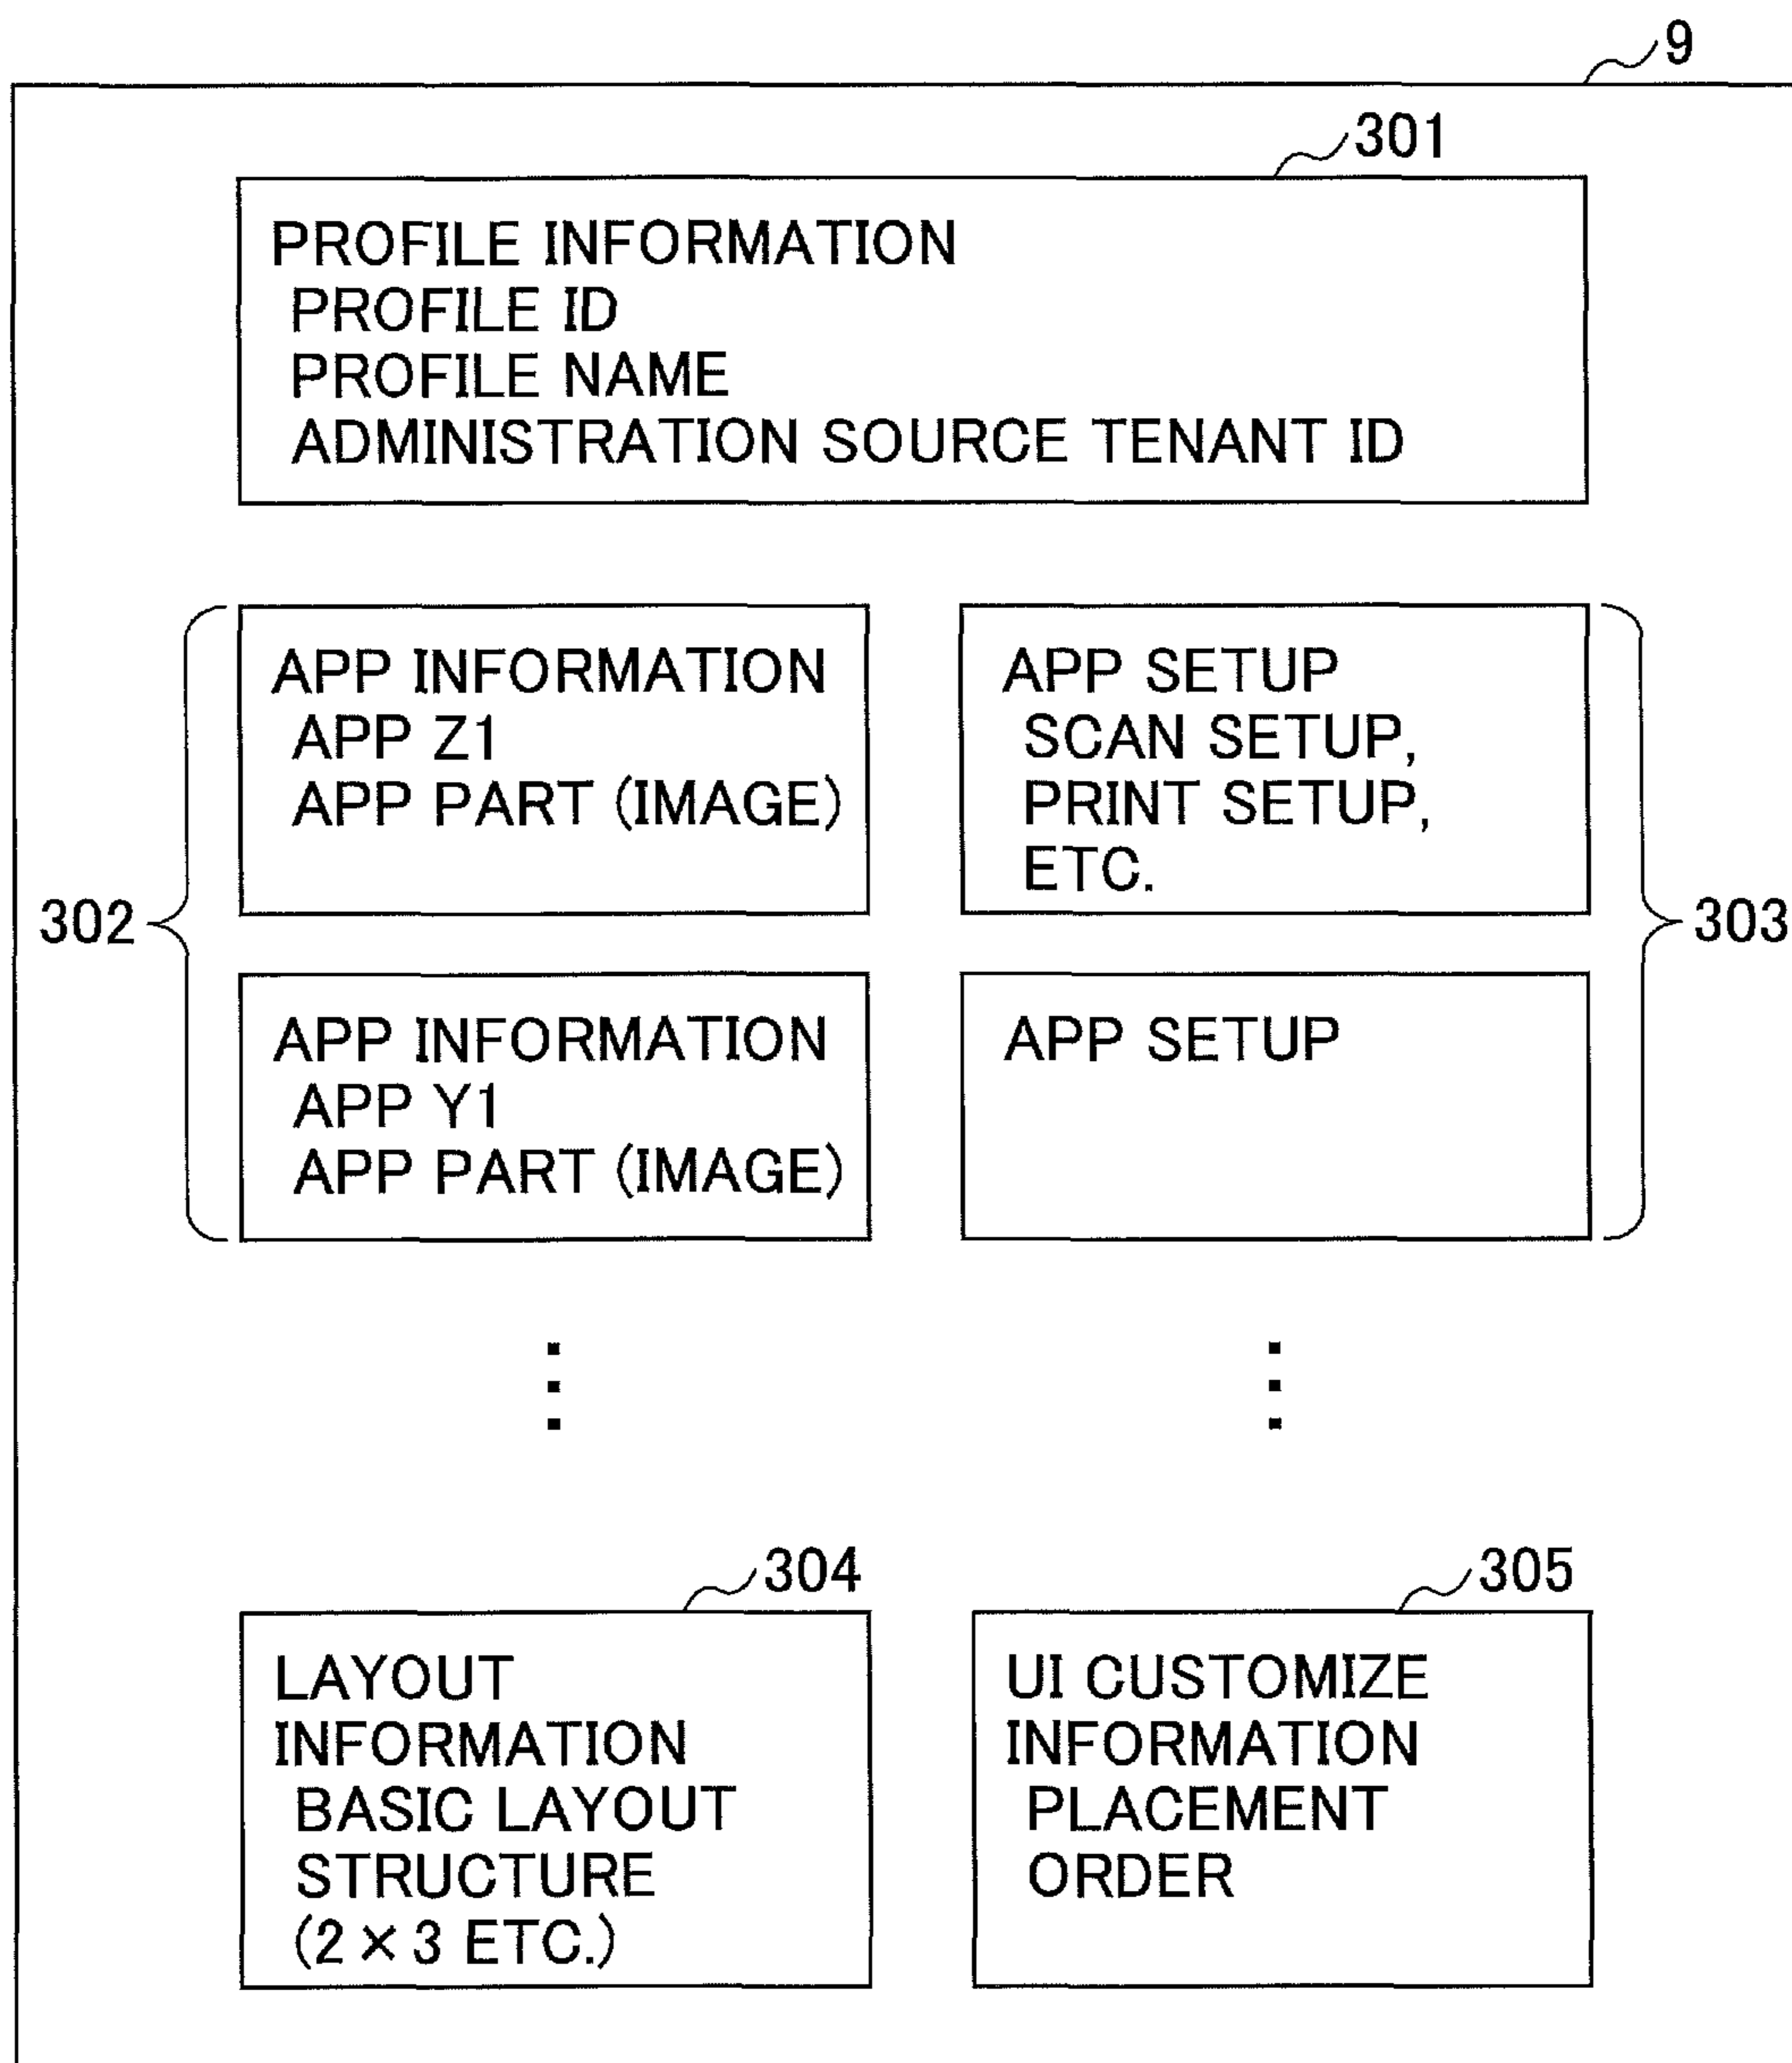 9
301
PROFILE INFORMATION
PROFILE ID
PROFILE NAME
ADMINISTRATION SOURCE TENANT ID
302
APP INFORMATION
APP Z1
APP PART (IMAGE)
APP SETUP
SCAN SETUP,
PRINT SETUP,
ETC.
303
APP INFORMATION
APP Y1
APP PART (IMAGE)
APP SETUP
304
LAYOUT
INFORMATION
BASIC LAYOUT
STRUCTURE
(2 × 3 ETC.)
305
UI CUSTOMIZE
INFORMATION
PLACEMENT
ORDER